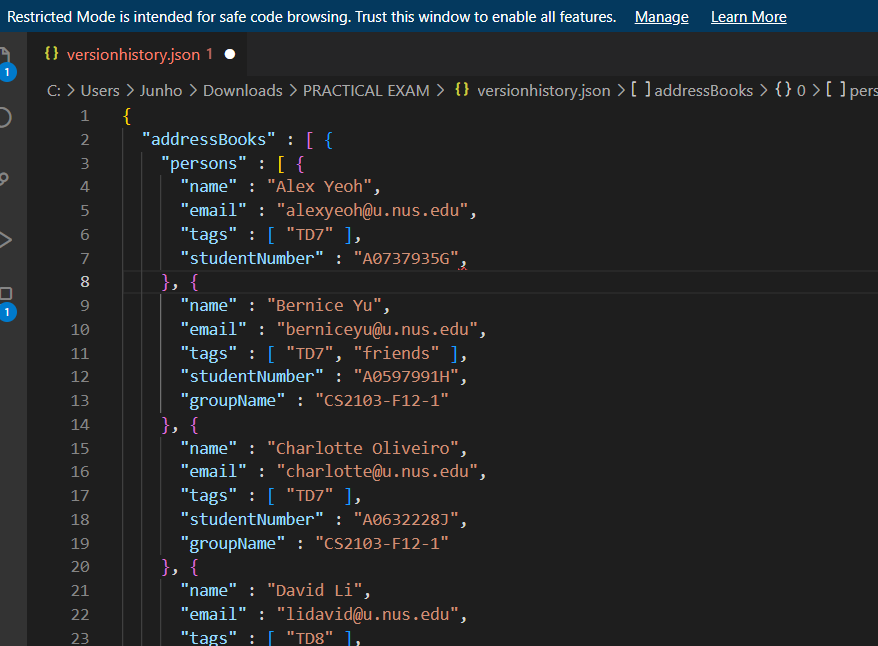 Restricted Mode is intended for safe code browsing. Trust this window to enable all features. Manage Learn More
{} versionhistory.json 1
1
C: > Users > Junho > Downloads > PRACTICAL EXAM > {} versionhistory.json > [ ] addressBooks > {} 0 > [ ] pers
1 {
2 "addressBooks" : [ {
3 "persons" : [ {
4 "name" : "Alex Yeoh",
5 "email" : "alexyeoh@u.nus.edu",
6 "tags" : [ "TD7" ],
7 "studentNumber" : "A0737935G",
8 }, {
9 "name" : "Bernice Yu",
1
10 "email" : "berniceyu@u.nus.edu",
11 "tags" : [ "TD7", "friends" ],
12 "studentNumber" : "A0597991H",
13 "groupName" : "CS2103-F12-1"
14 }, {
15 "name" : "Charlotte Oliveiro",
16 "email" : "charlotte@u.nus.edu",
17 "tags" : [ "TD7" ],
18 "studentNumber" : "A0632228J",
19 "groupName" : "CS2103-F12-1"
20 }, {
21 "name" : "David Li",
22 "email" : "lidavid@u.nus.edu",
23 "tags" : [ "TD8" ],